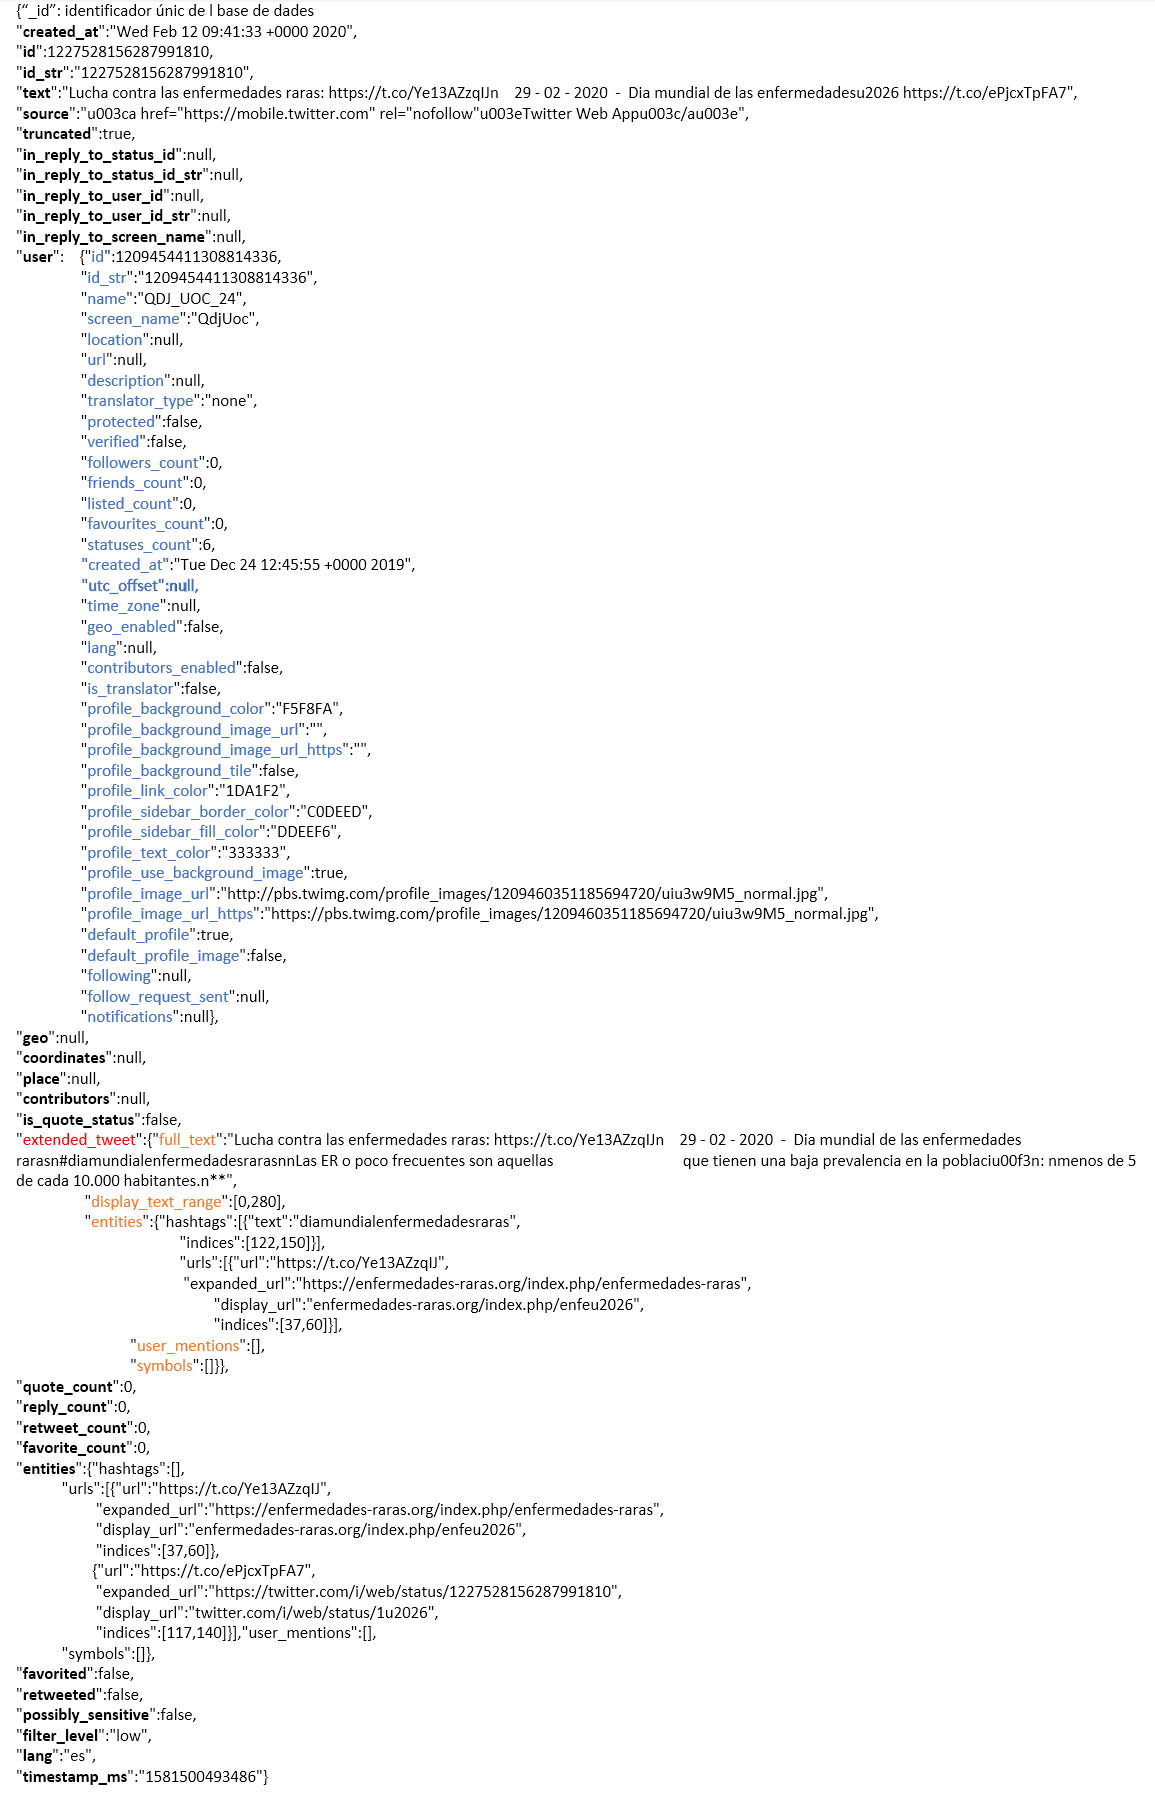 {“_id”: identificador únic de l base de dades
"created_at":"Wed Feb 12 09:41:33 +0000 2020",
"id":1227528156287991810,
"id_str":"1227528156287991810",
"text":"Lucha contra las enfermedades raras: https://t.co/Ye13AZzqIJn    29 - 02 - 2020  -  Dia mundial de las enfermedadesu2026 https://t.co/ePjcxTpFA7",
"source":"u003ca href="https://mobile.twitter.com" rel="nofollow"u003eTwitter Web Appu003c/au003e",
"truncated":true,
"in_reply_to_status_id":null,
"in_reply_to_status_id_str":null,
"in_reply_to_user_id":null,
"in_reply_to_user_id_str":null,
"in_reply_to_screen_name":null,
"user":    {"id":1209454411308814336,
"id_str":"1209454411308814336",
"name":"QDJ_UOC_24",
"screen_name":"QdjUoc",
"location":null,
"url":null,
"description":null,
"translator_type":"none",
"protected":false,
"verified":false,
"followers_count":0,
"friends_count":0,
"listed_count":0,
"favourites_count":0,
"statuses_count":6,
"created_at":"Tue Dec 24 12:45:55 +0000 2019",
"utc_offset":null,
"time_zone":null,
"geo_enabled":false,
"lang":null,
"contributors_enabled":false,
"is_translator":false,
"profile_background_color":"F5F8FA",
"profile_background_image_url":"",
"profile_background_image_url_https":"",
"profile_background_tile":false,
"profile_link_color":"1DA1F2",
"profile_sidebar_border_color":"C0DEED",
"profile_sidebar_fill_color":"DDEEF6",
"profile_text_color":"333333",
"profile_use_background_image":true,
"profile_image_url":"http://pbs.twimg.com/profile_images/1209460351185694720/uiu3w9M5_normal.jpg",
"profile_image_url_https":"https://pbs.twimg.com/profile_images/1209460351185694720/uiu3w9M5_normal.jpg",
"default_profile":true,
"default_profile_image":false,
"following":null,
"follow_request_sent":null,
"notifications":null},
"geo":null,
"coordinates":null,
"place":null,
"contributors":null,
"is_quote_status":false,
"extended_tweet":{"full_text":"Lucha contra las enfermedades raras: https://t.co/Ye13AZzqIJn    29 - 02 - 2020  -  Dia mundial de las enfermedades
rarasn#diamundialenfermedadesrarasnnLas ER o poco frecuentes son aquellas que tienen una baja prevalencia en la poblaciu00f3n: nmenos de 5
de cada 10.000 habitantes.n**",
"display_text_range":[0,280],
"entities":{"hashtags":[{"text":"diamundialenfermedadesraras",
"indices":[122,150]}],
"urls":[{"url":"https://t.co/Ye13AZzqIJ",
"expanded_url":"https://enfermedades-raras.org/index.php/enfermedades-raras",
"display_url":"enfermedades-raras.org/index.php/enfeu2026",
"indices":[37,60]}],
"user_mentions":[],
"symbols":[]}},
"quote_count":0,
"reply_count":0,
"retweet_count":0,
"favorite_count":0,
"entities":{"hashtags":[],
"urls":[{"url":"https://t.co/Ye13AZzqIJ",
"expanded_url":"https://enfermedades-raras.org/index.php/enfermedades-raras",
"display_url":"enfermedades-raras.org/index.php/enfeu2026",
"indices":[37,60]},
{"url":"https://t.co/ePjcxTpFA7",
"expanded_url":"https://twitter.com/i/web/status/1227528156287991810",
"display_url":"twitter.com/i/web/status/1u2026",
"indices":[117,140]}],"user_mentions":[],
"symbols":[]},
"favorited":false,
"retweeted":false,
"possibly_sensitive":false,
"filter_level":"low",
"lang":"es",
"timestamp_ms":"1581500493486"}